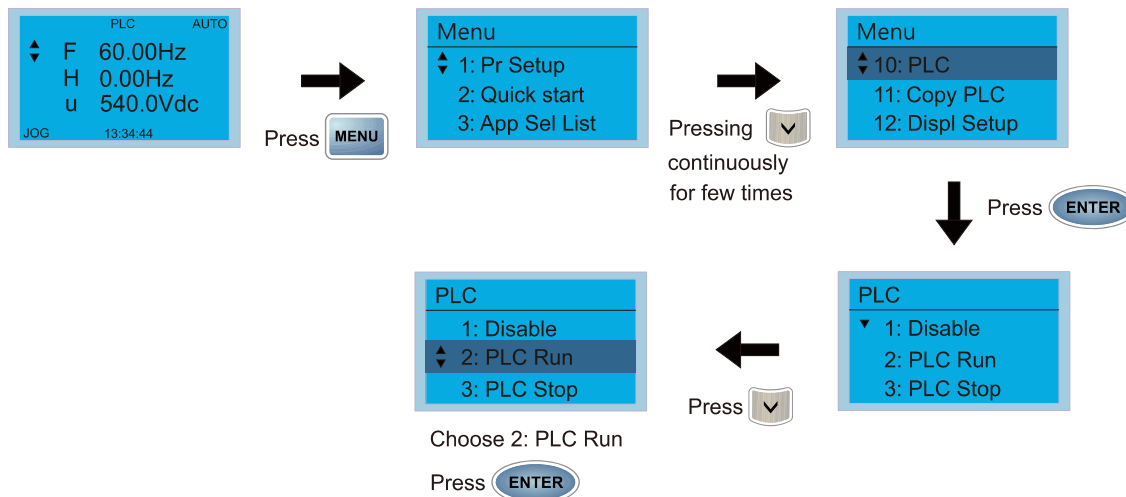 PLC AUTO
F 60.00Hz
H 0.00Hz
u 540.0Vdc
JOG 13:34:44
Press MENU
Menu
1: Pr Setup
2: Quick start
3: App Sel List
Pressing
continuously
for few times
Menu
10: PLC
11: Copy PLC
12: Displ Setup
Press ENTER
PLC
1: Disable
2: PLC Run
3: PLC Stop
Press
PLC
1: Disable
2: PLC Run
3: PLC Stop
Choose 2: PLC Run
Press ENTER